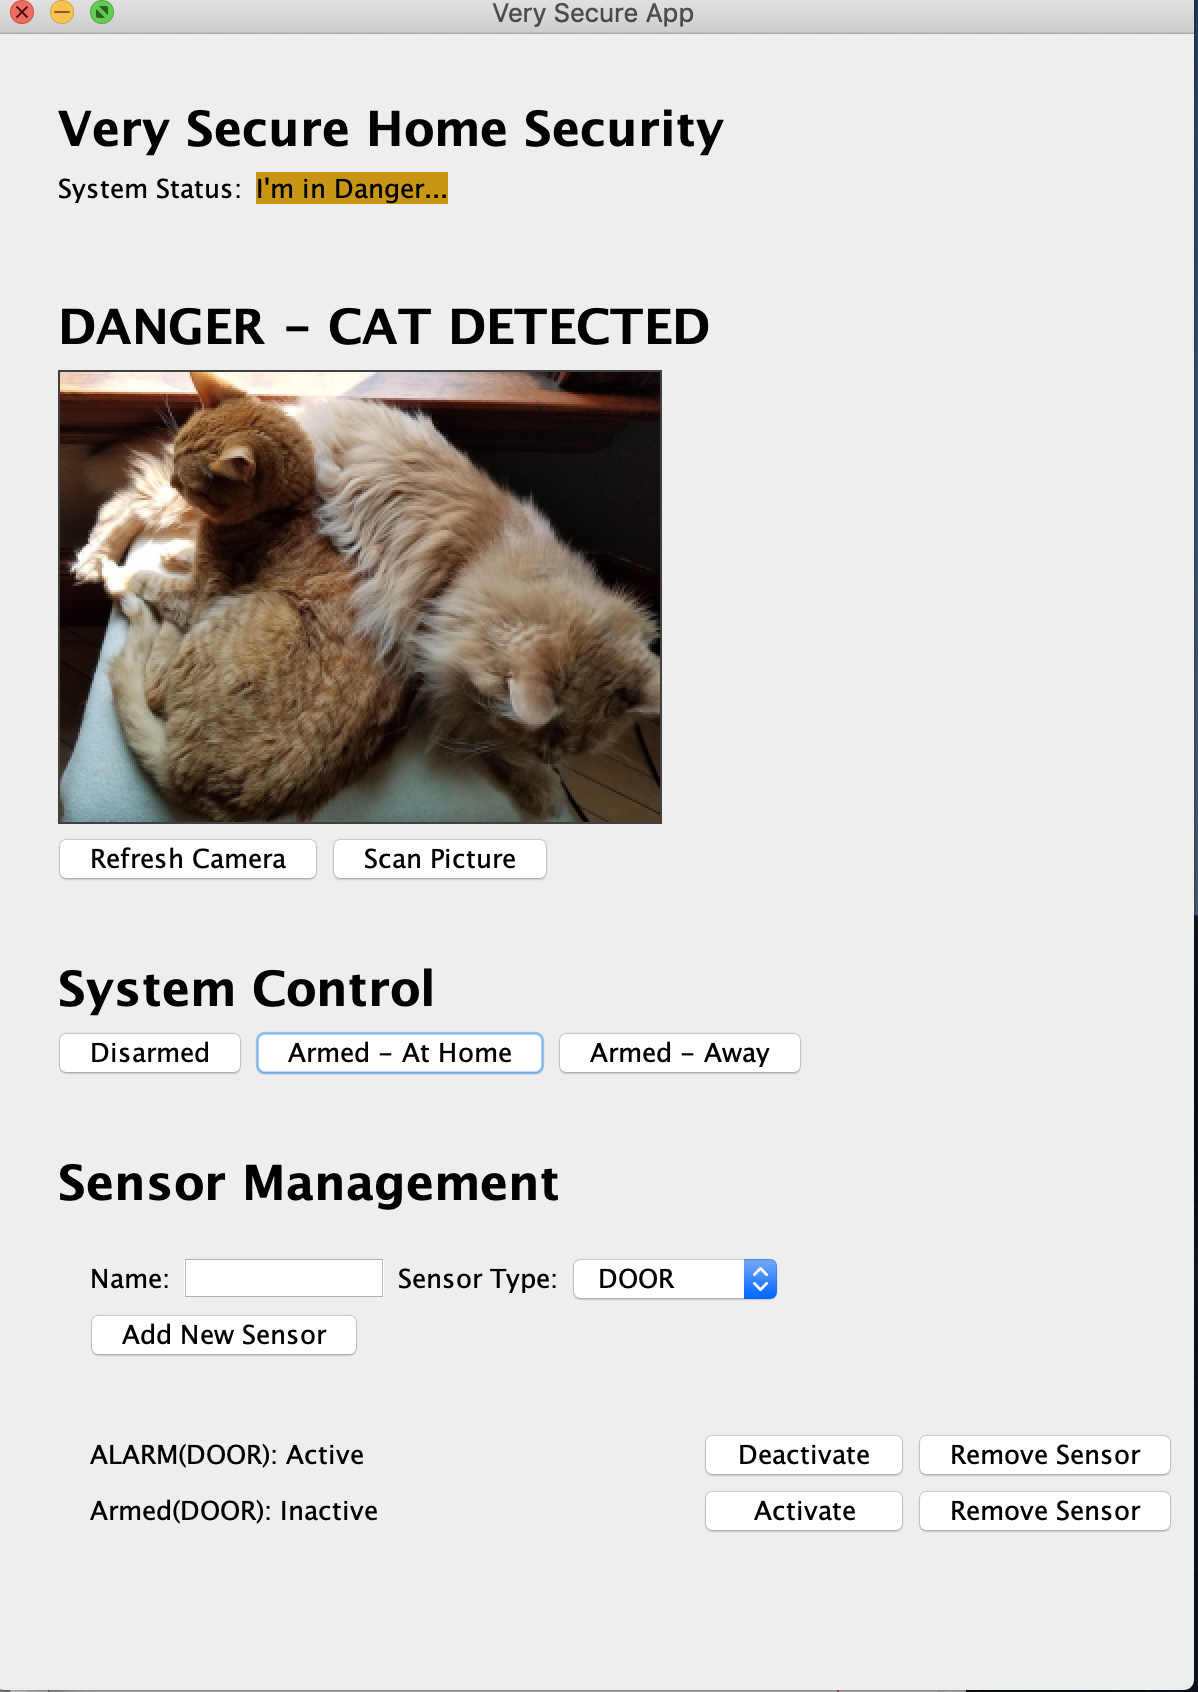 Very Secure App
Very Secure Home Security
System Status: I'm in Danger...
DANGER - CAT DETECTED
Refresh Camera Scan Picture
System Control
Disarmed Armed - At Home Armed - Away
Sensor Management
Name: Sensor Type: DOOR
Add New Sensor
ALARM(DOOR): Active Deactivate Remove Sensor
Armed(DOOR): Inactive Activate Remove Sensor